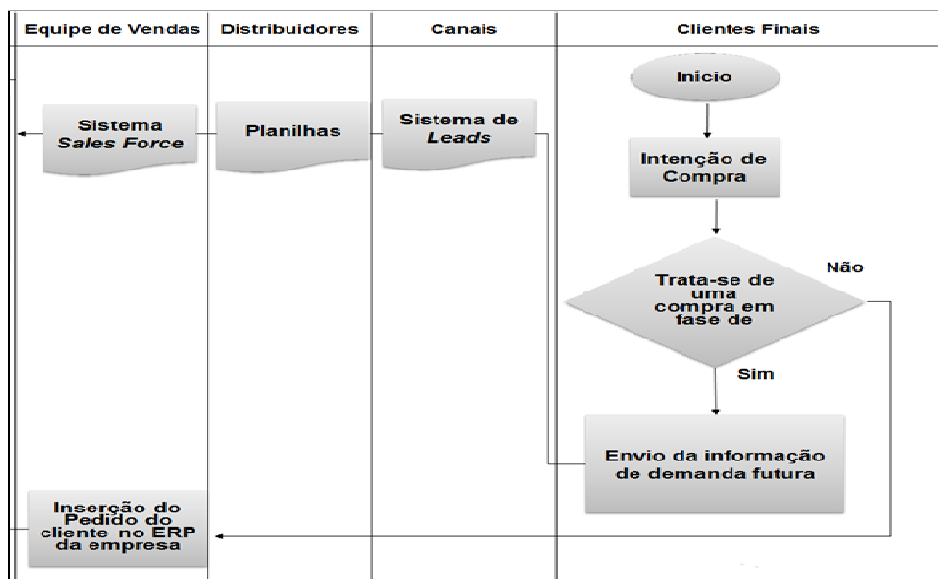 Equipe de Vendas
Distribuidores
Canais
Clientes Finais
Início
Sistema
Sales Force
Planilhas
Sistema de
Leads
Intenção de
Compra
Trata-se de
uma
compra em
fase de
Não
Sim
Envio da informação
de demanda futura
Inserção do
Pedido do
cliente no ERP
da empresa